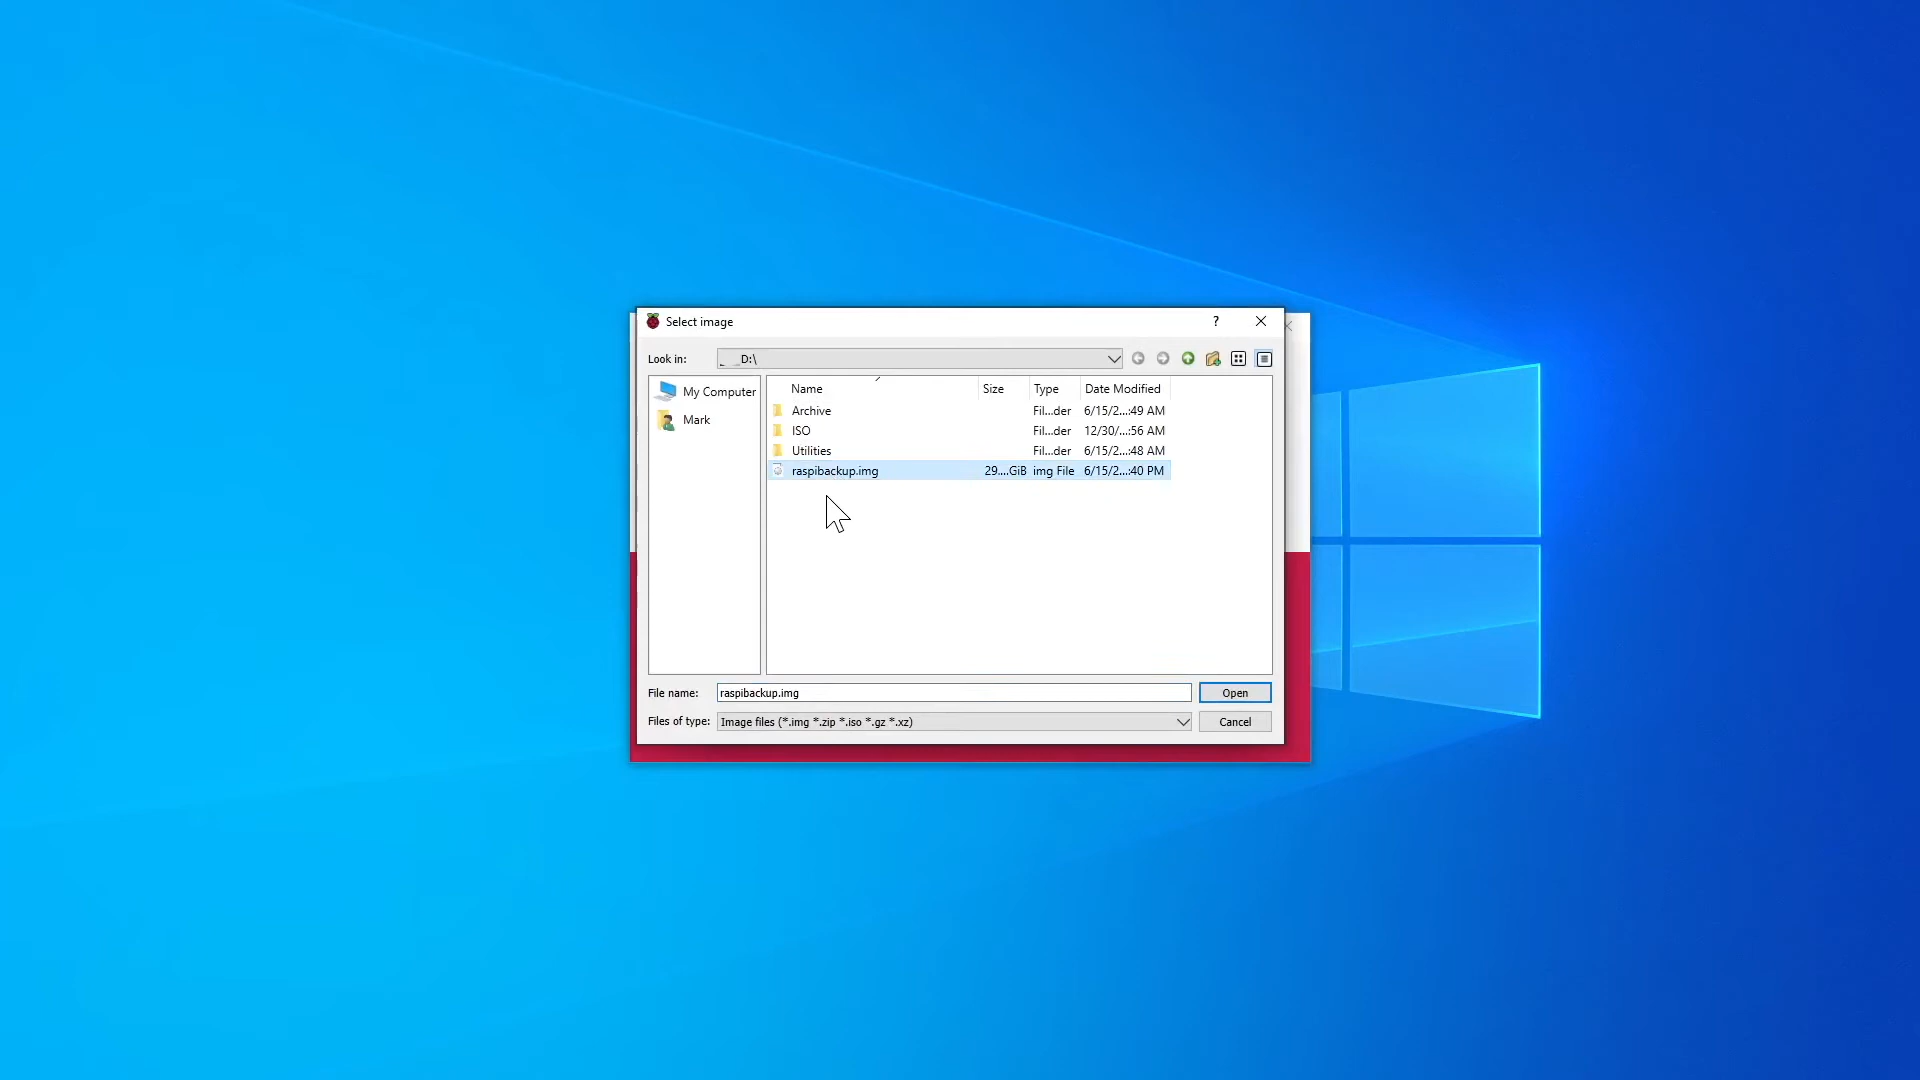 Select image
?
Look in: D:\
My Computer
Mark
Name Size Type Date Modified
Archive Fil...der 6/15/2...:49 AM
ISO Fil...der 12/30/...:56 AM
Utilities Fil...der 6/15/2...:48 AM
raspibackup.img 29....GiB img File 6/15/2...:40 PM
File name: raspibackup.img Open
Files of type: Image files (*.img *.zip *.iso *.gz *.xz) Cancel